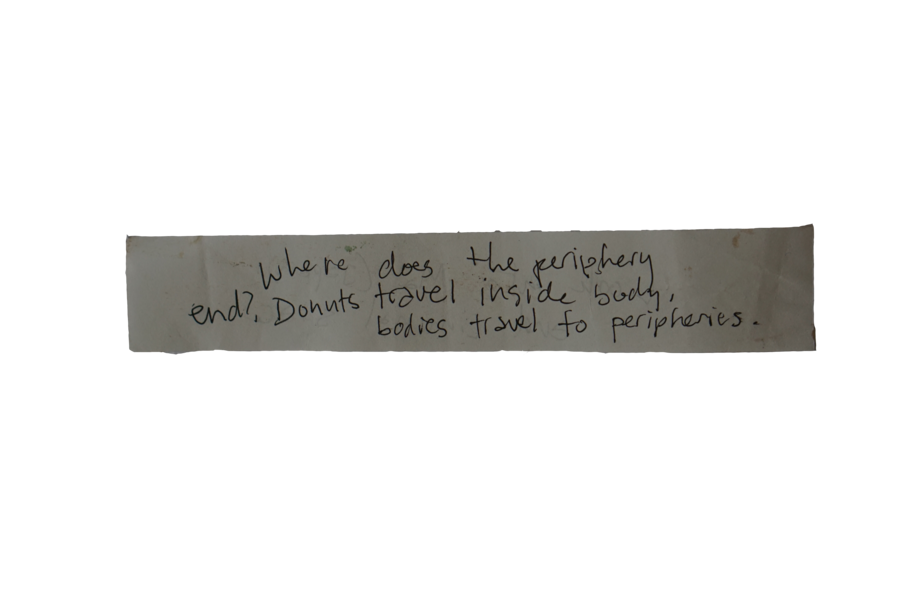 Where does the periphery
end?. Donuts travel inside body,
bodies travel to peripheries.